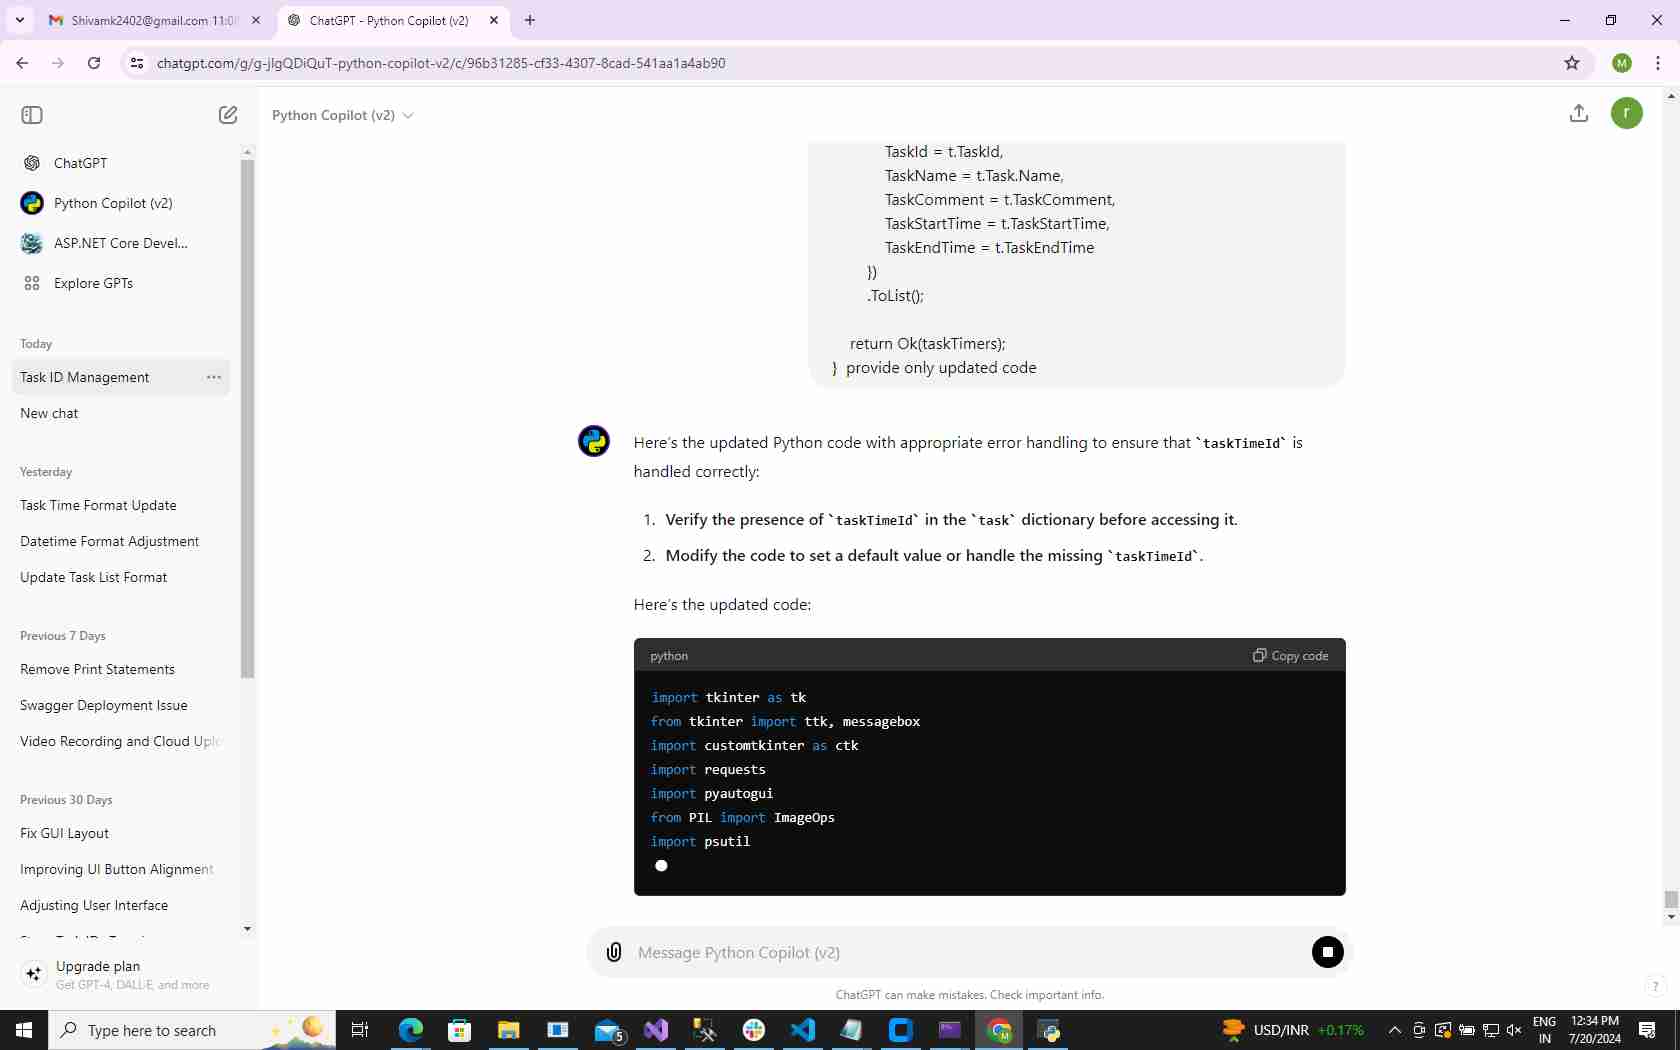 Shivamk2402@gmail.com 11:0
ChatGPT - Python Copilot (v2)
chatgpt.com/g/g-jIgQDiQuT-python-copilot-v2/c/96b31285-cf33-4307-8cad-541aa1a4ab90
M
Python Copilot (v2)
r
ChatGPT
Python Copilot (v2)
ASP.NET Core Devel...
Explore GPTs
Today
Task ID Management
New chat
Yesterday
Task Time Format Update
Datetime Format Adjustment
Update Task List Format
Previous 7 Days
Remove Print Statements
Swagger Deployment Issue
Video Recording and Cloud Uplo
Previous 30 Days
Fix GUI Layout
Improving UI Button Alignment
Adjusting User Interface
Upgrade plan
Get GPT-4, DALL·E, and more
TaskId = t.TaskId,
TaskName = t.Task.Name,
TaskComment = t.TaskComment,
TaskStartTime = t.TaskStartTime,
TaskEndTime = t.TaskEndTime
})
.ToList();
return Ok(taskTimers);
} provide only updated code
Here's the updated Python code with appropriate error handling to ensure that `taskTimeId` is
handled correctly:
1. Verify the presence of `taskTimeId` in the `task` dictionary before accessing it.
2. Modify the code to set a default value or handle the missing `taskTimeId`.
Here's the updated code:
python
Copy code
import tkinter as tk
from tkinter import ttk, messagebox
import customtkinter as ctk
import requests
import pyautogui
from PIL import ImageOps
import psutil
Message Python Copilot (v2)
ChatGPT can make mistakes. Check important info.
?
Type here to search
5
M
USD/INR +0.17%
ENG
IN
12:34 PM
7/20/2024